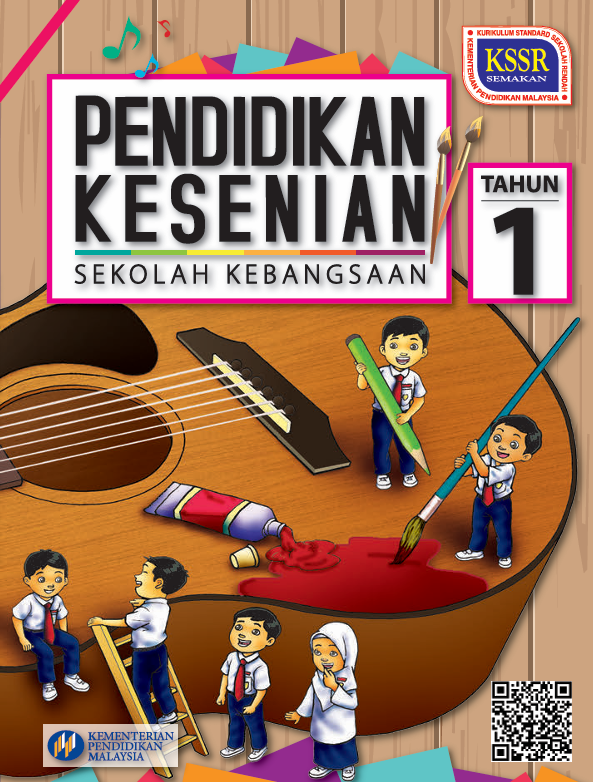 KURIKULUM STANDARD SEKOLAH RENDAH
KSSR
SEMAKAN
KEMENTERIAN PENDIDIKAN MALAYSIA
PENDIDIKAN
KESENIAN
SEKOLAH KEBANGSAAN
TAHUN
1
KEMENTERIAN
PENDIDIKAN
MALAYSIA